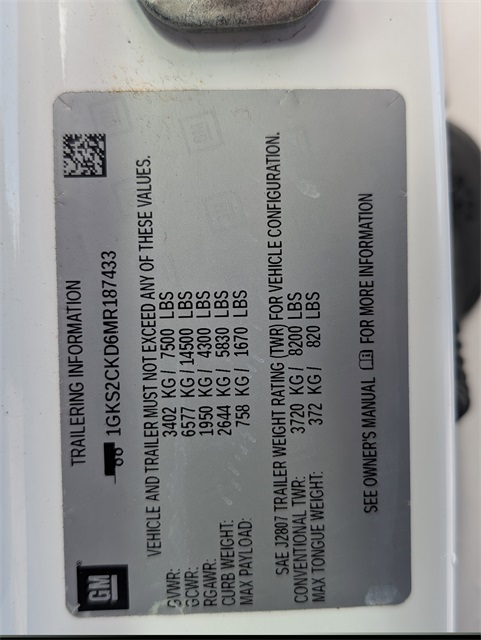 GM
TRAILERING INFORMATION
1GKS2CKD6MR187433
VEHICLE AND TRAILER MUST NOT EXCEED ANY OF THESE VALUES.
GVWR: 3402 KG / 7500 LBS
GCWR: 6577 KG / 14500 LBS
RGAWR: 1950 KG / 4300 LBS
CURB WEIGHT: 2644 KG / 5830 LBS
MAX PAYLOAD: 758 KG / 1670 LBS
SAE J2807 TRAILER WEIGHT RATING (TWR) FOR VEHICLE CONFIGURATION.
CONVENTIONAL TWR: 3720 KG / 8200 LBS
MAX TONGUE WEIGHT: 372 KG / 820 LBS
SEE OWNER'S MANUAL FOR MORE INFORMATION